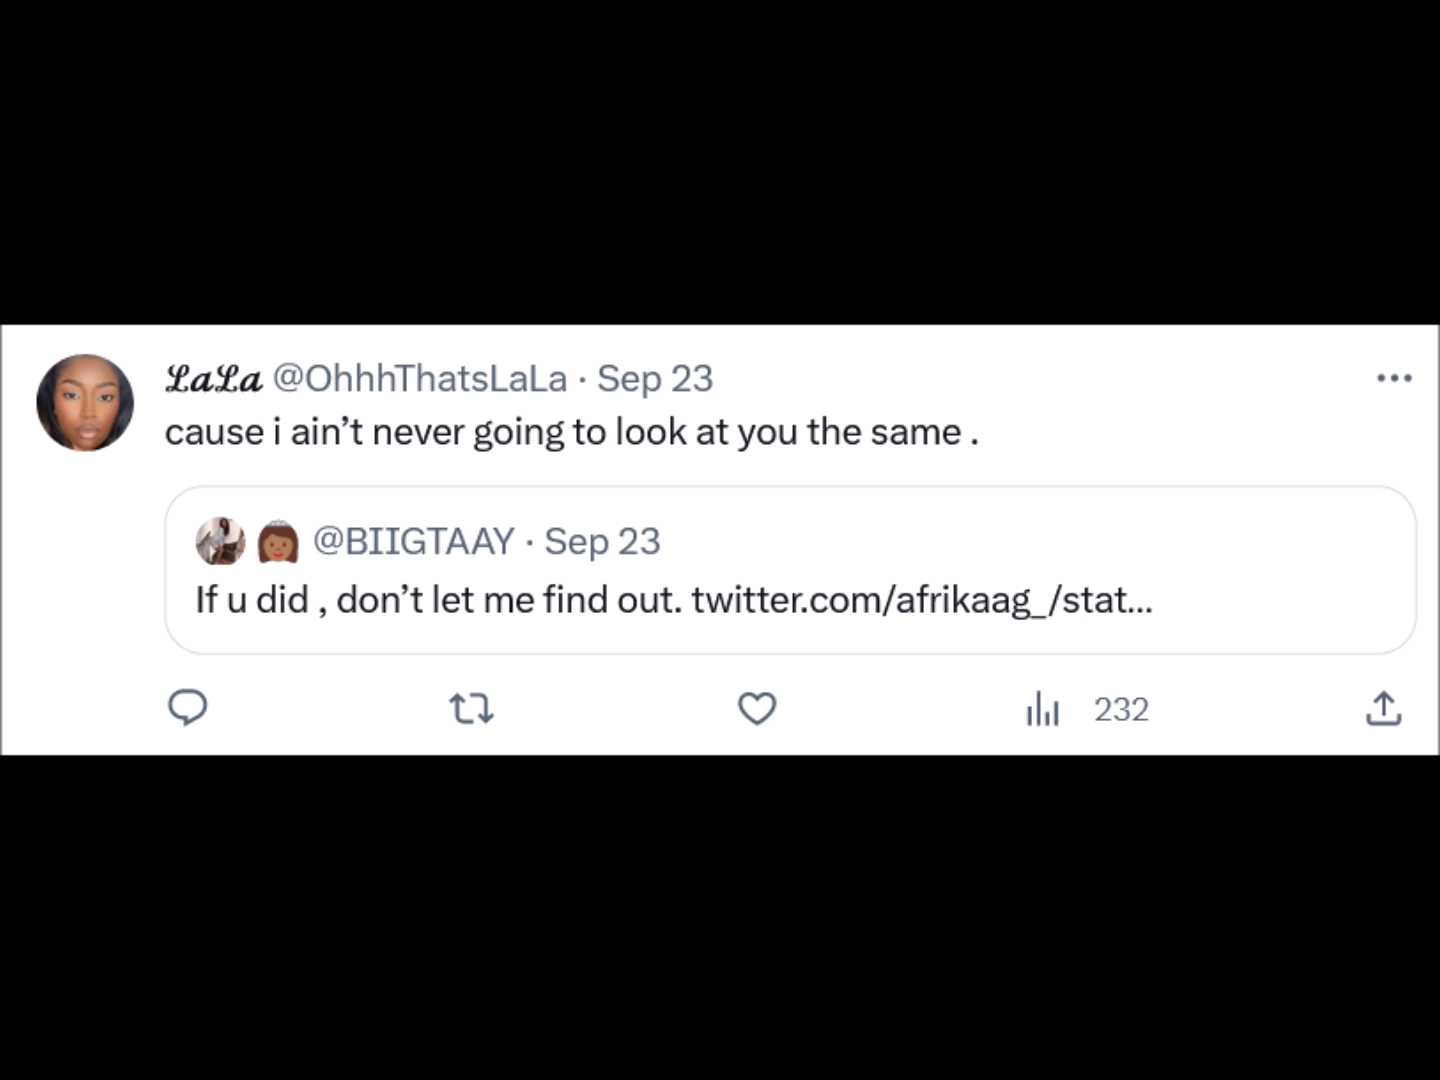 𝓛𝓪𝓛𝓪 @OhhhThatsLaLa · Sep 23
cause i ain’t never going to look at you the same .
@BIIGTAAY · Sep 23
If u did , don’t let me find out. twitter.com/afrikaag_/stat...
232